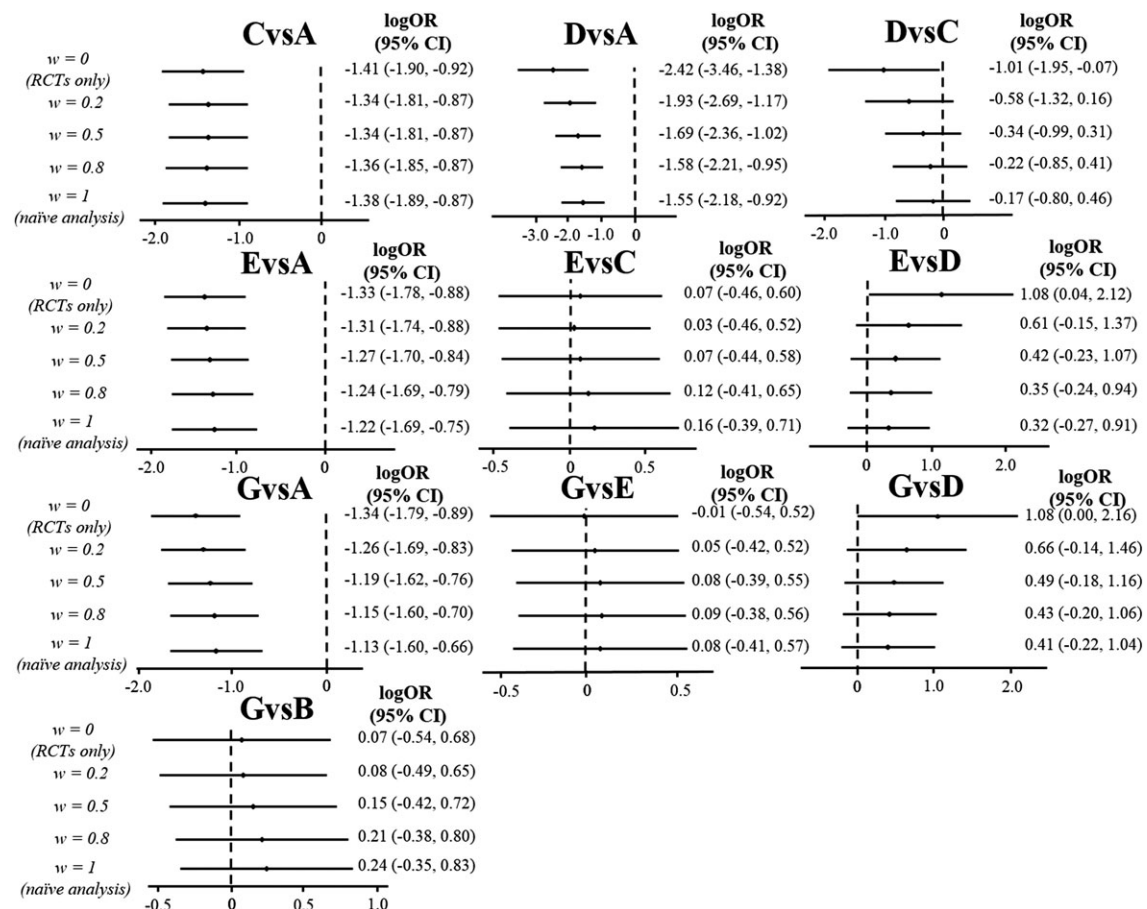 CvsA
logOR
(95% CI)
DvsA
logOR
(95% CI)
DvsC
logOR
(95% CI)
w = 0
(RCTs only)
-1.41 (-1.90, -0.92)
-2.42 (-3.46, -1.38)
-1.01 (-1.95, -0.07)
w = 0.2
-1.34 (-1.81, -0.87)
-1.93 (-2.69, -1.17)
-0.58 (-1.32, 0.16)
w = 0.5
-1.34 (-1.81, -0.87)
-1.69 (-2.36, -1.02)
-0.34 (-0.99, 0.31)
w = 0.8
-1.36 (-1.85, -0.87)
-1.58 (-2.21, -0.95)
-0.22 (-0.85, 0.41)
w = 1
(naïve analysis)
-1.38 (-1.89, -0.87)
-1.55 (-2.18, -0.92)
-0.17 (-0.80, 0.46)
-2.0 -1.0 0
-3.0 -2.0 -1.0 0
-2.0 -1.0 0
EvsA
logOR
(95% CI)
EvsC
logOR
(95% CI)
EvsD
logOR
(95% CI)
w = 0
(RCTs only)
-1.33 (-1.78, -0.88)
0.07 (-0.46, 0.60)
1.08 (0.04, 2.12)
w = 0.2
-1.31 (-1.74, -0.88)
0.03 (-0.46, 0.52)
0.61 (-0.15, 1.37)
w = 0.5
-1.27 (-1.70, -0.84)
0.07 (-0.44, 0.58)
0.42 (-0.23, 1.07)
w = 0.8
-1.24 (-1.69, -0.79)
0.12 (-0.41, 0.65)
0.35 (-0.24, 0.94)
w = 1
(naïve analysis)
-1.22 (-1.69, -0.75)
0.16 (-0.39, 0.71)
0.32 (-0.27, 0.91)
-2.0 -1.0 0
-0.5 0 0.5
0 1.0 2.0
GvsA
logOR
(95% CI)
GvsE
logOR
(95% CI)
GvsD
logOR
(95% CI)
w = 0
(RCTs only)
-1.34 (-1.79, -0.89)
-0.01 (-0.54, 0.52)
1.08 (0.00, 2.16)
w = 0.2
-1.26 (-1.69, -0.83)
0.05 (-0.42, 0.52)
0.66 (-0.14, 1.46)
w = 0.5
-1.19 (-1.62, -0.76)
0.08 (-0.39, 0.55)
0.49 (-0.18, 1.16)
w = 0.8
-1.15 (-1.60, -0.70)
0.09 (-0.38, 0.56)
0.43 (-0.20, 1.06)
w = 1
(naïve analysis)
-1.13 (-1.60, -0.66)
0.08 (-0.41, 0.57)
0.41 (-0.22, 1.04)
-2.0 -1.0 0
-0.5 0 0.5
0 1.0 2.0
GvsB
logOR
(95% CI)
w = 0
(RCTs only)
0.07 (-0.54, 0.68)
w = 0.2
0.08 (-0.49, 0.65)
w = 0.5
0.15 (-0.42, 0.72)
w = 0.8
0.21 (-0.38, 0.80)
w = 1
(naïve analysis)
0.24 (-0.35, 0.83)
-0.5 0 0.5 1.0